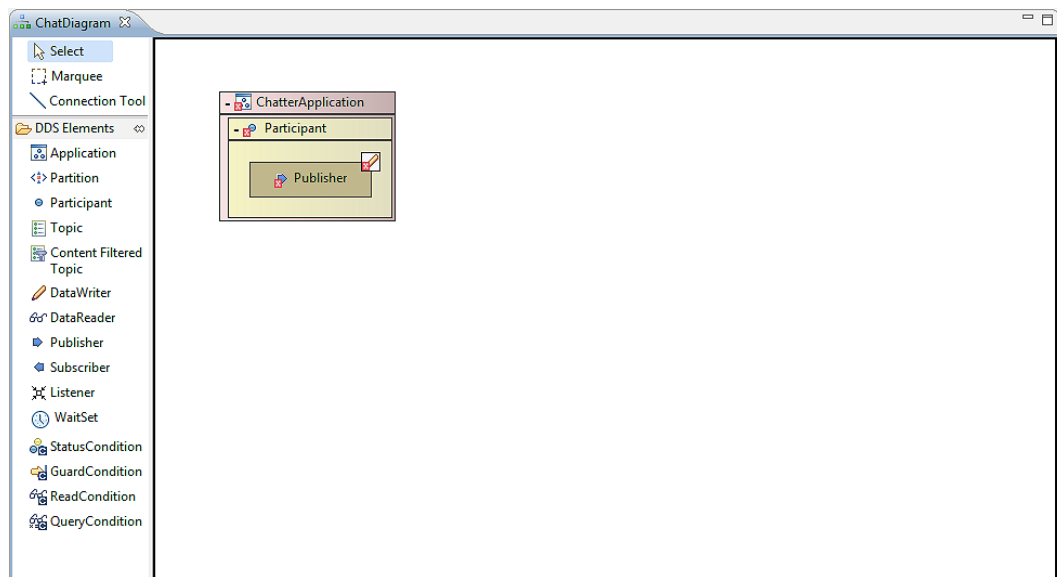 ChatDiagram
Select
Marquee
Connection Tool
DDS Elements
Application
Partition
Participant
Topic
Content Filtered
Topic
DataWriter
DataReader
Publisher
Subscriber
Listener
WaitSet
StatusCondition
GuardCondition
ReadCondition
QueryCondition
ChatterApplication
Participant
Publisher